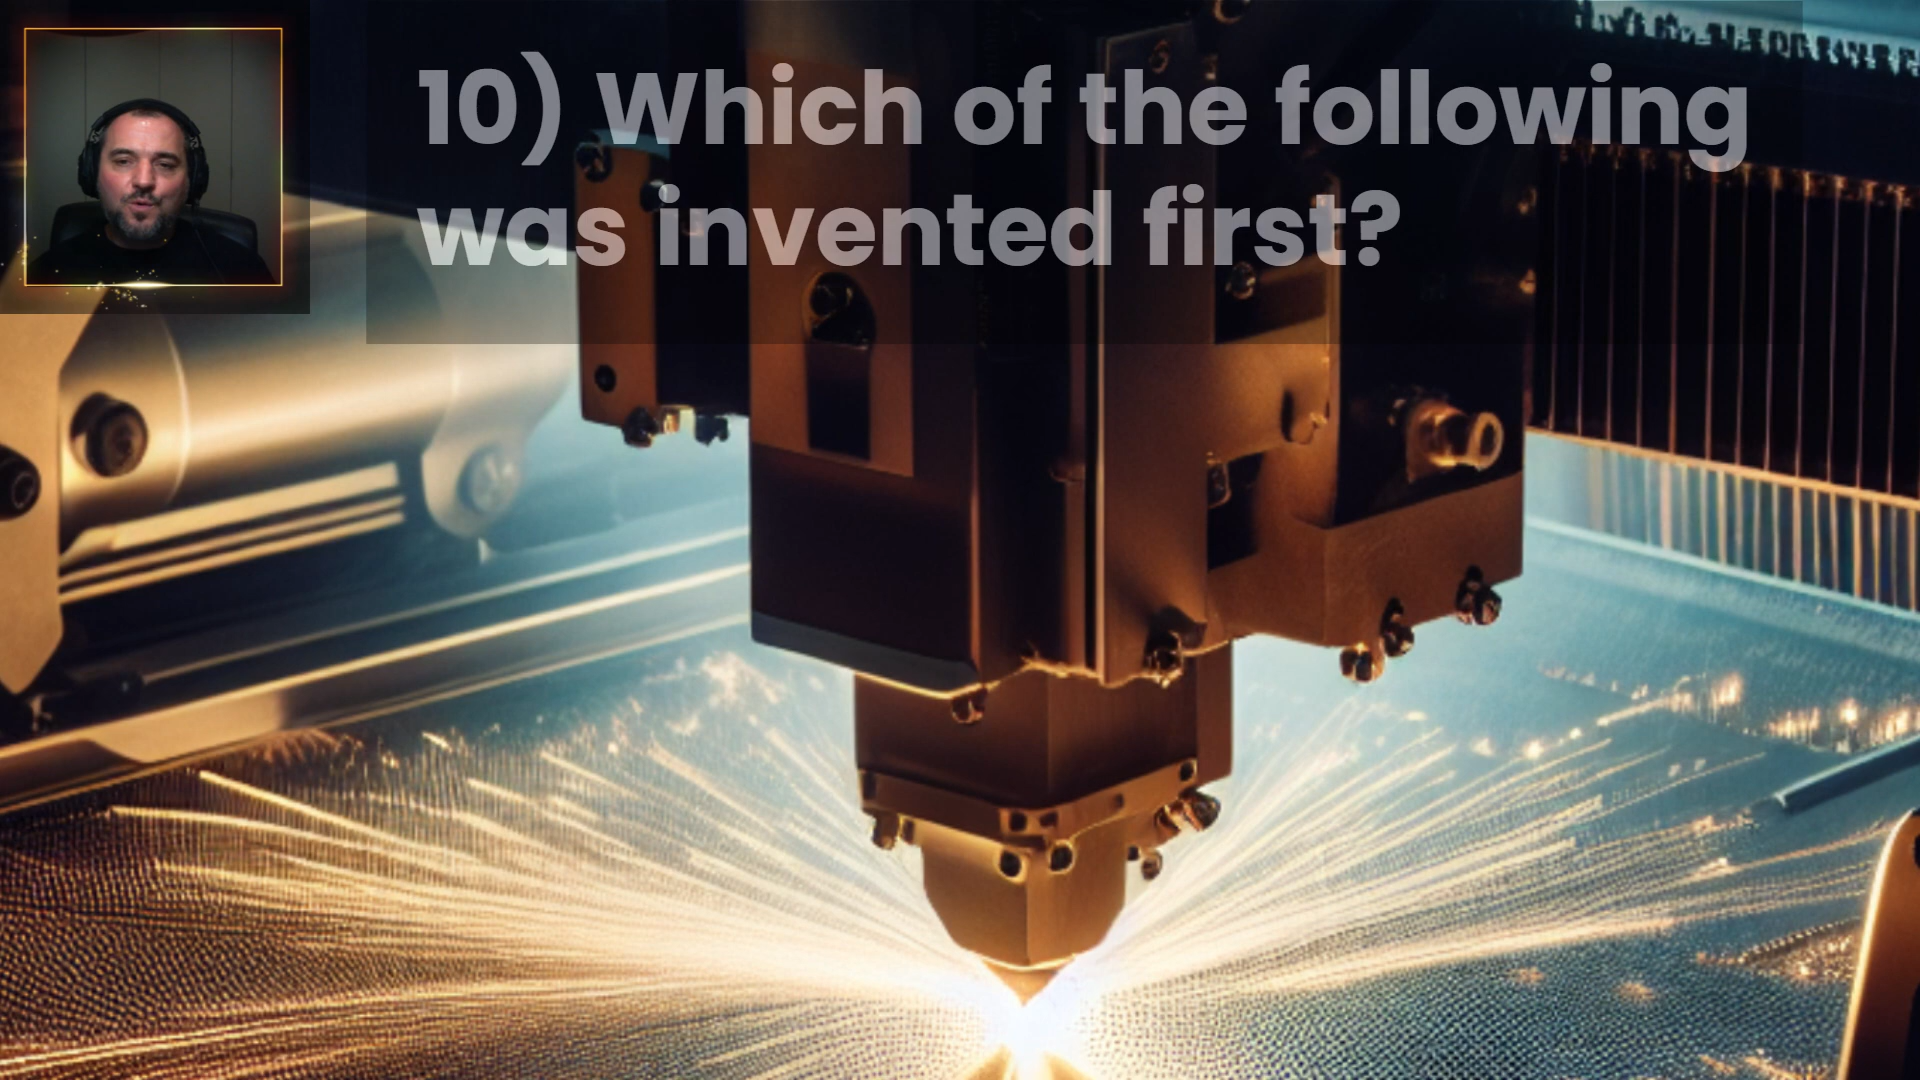 10) Which of the following
was invented first?